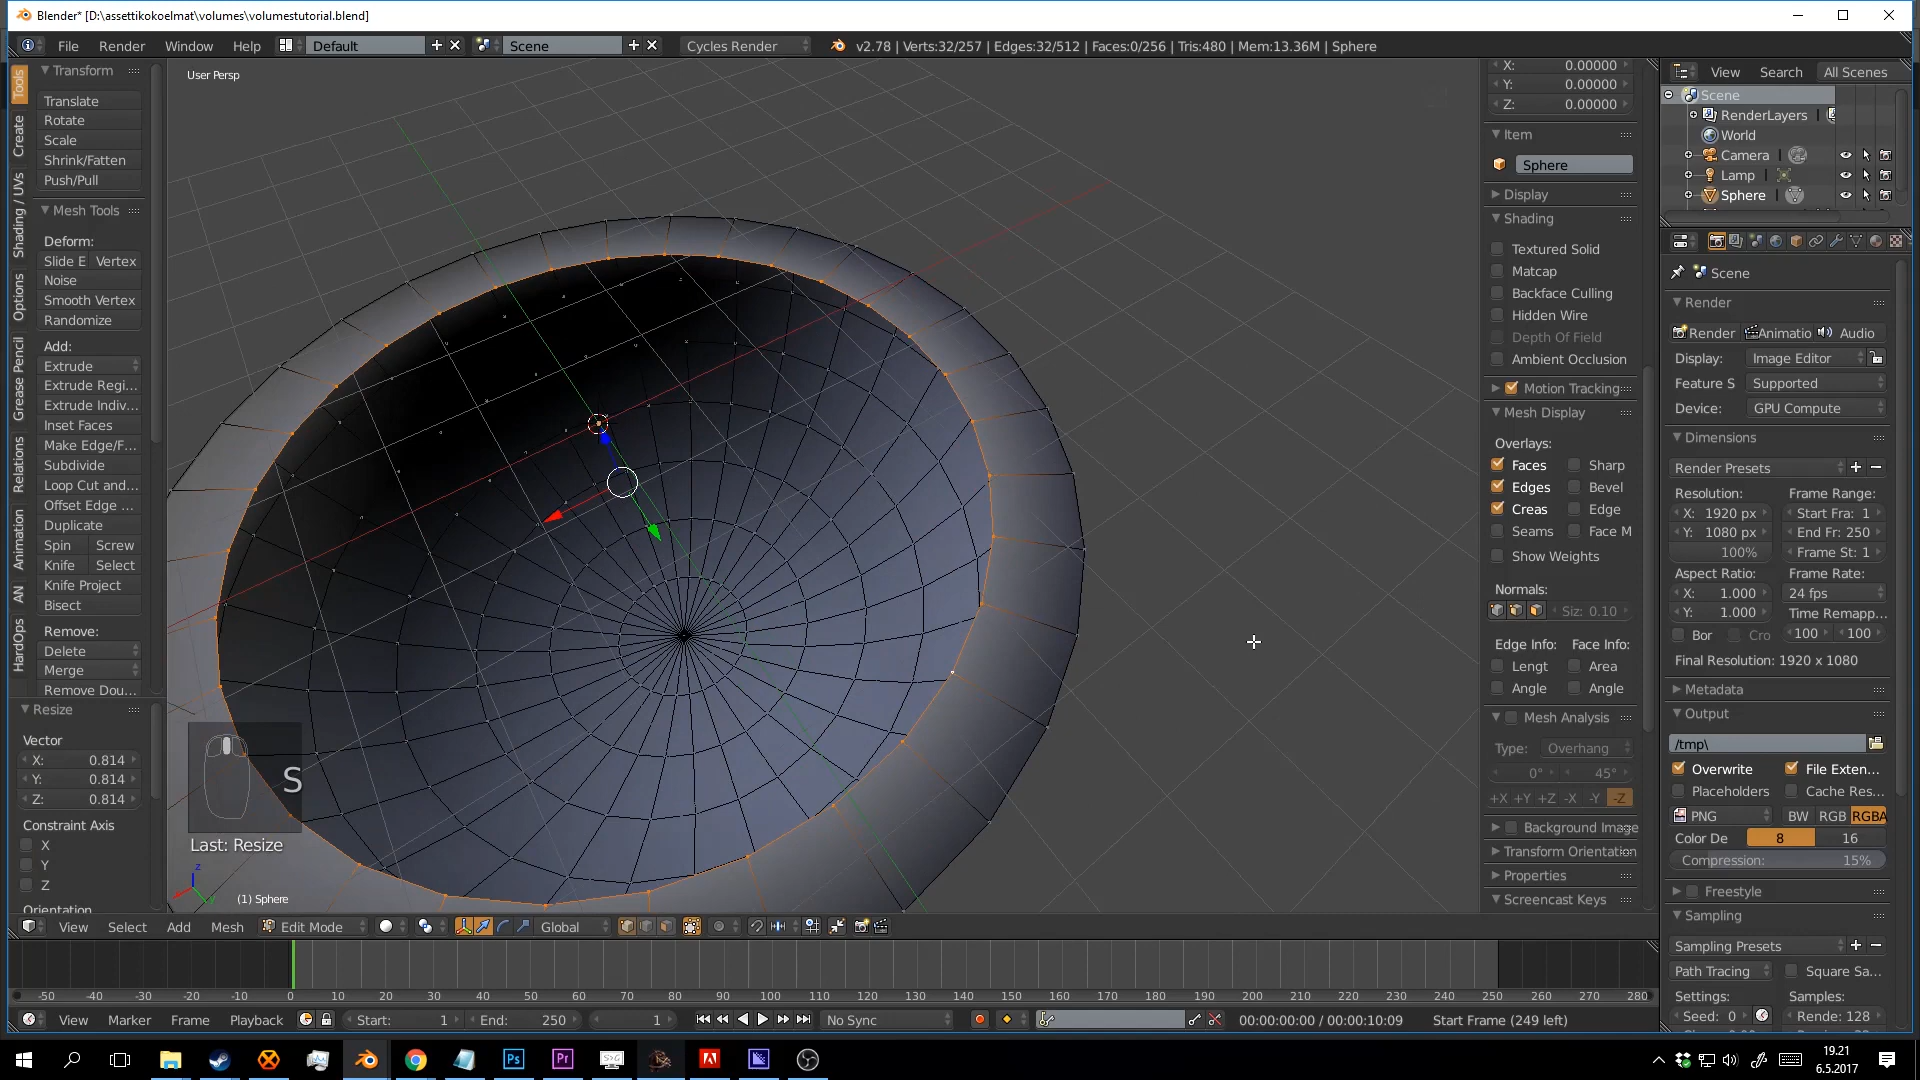 Blender* [D:\assettikokoelmat\volumes\volumestutorial.blend]
File Render Window Help Default Scene Cycles Render v2.78 | Verts:32/257 | Edges:32/512 | Faces:0/256 | Tris:480 | Mem:13.36M | Sphere
Tools
Create
Shading / UVs
Options
Grease Pencil
Relations
Animation
AN
HardOps
Transform
Translate
Rotate
Scale
Shrink/Fatten
Push/Pull
Mesh Tools
Deform:
Slide E Vertex
Noise
Smooth Vertex
Randomize
Add:
Extrude
Extrude Regi...
Extrude Indiv...
Inset Faces
Make Edge/F...
Subdivide
Loop Cut and...
Offset Edge ...
Duplicate
Spin Screw
Knife Select
Knife Project
Bisect
Remove:
Delete
Merge
Remove Dou...
Resize
Vector
X: 0.814
Y: 0.814
Z: 0.814
Constraint Axis
X
Y
Z
Orientation
User Persp
S
Last: Resize
z
y
(1) Sphere
X: 0.00000
Y: 0.00000
Z: 0.00000
Item
Sphere
Display
Shading
Textured Solid
Matcap
Backface Culling
Hidden Wire
Depth Of Field
Ambient Occlusion
Motion Tracking
Mesh Display
Overlays:
Faces Sharp
Edges Bevel
Creas Edge
Seams Face M
Show Weights
Normals:
Siz: 0.10
Edge Info: Face Info:
Lengt Area
Angle Angle
Mesh Analysis
Type: Overhang
0° 45°
+X +Y +Z -X -Y -Z
Background Image
Transform Orientation
Properties
Screencast Keys
View Search All Scenes
Scene
RenderLayers
World
Camera
Lamp
Sphere
Scene
Render
Render Animatio Audio
Display: Image Editor
Feature S Supported
Device: GPU Compute
Dimensions
Render Presets
Resolution: Frame Range:
X: 1920 px Start Fra: 1
Y: 1080 px End Fr: 250
100% Frame St: 1
Aspect Ratio: Frame Rate:
X: 1.000 24 fps
Y: 1.000 Time Remapp...
Bor Cro 100 100
Final Resolution: 1920 x 1080
Metadata
Output
/tmp\
Overwrite File Exten...
Placeholders Cache Res...
PNG BW RGB RGBA
Color De 8 16
Compression: 15%
Freestyle
Sampling
Sampling Presets
Path Tracing Square Sa...
Settings: Samples:
Seed: 0 Rende: 128
View Select Add Mesh Edit Mode Global
-50 -40 -30 -20 -10 0 10 20 30 40 50 60 70 80 90 100 110 120 130 140 150 160 170 180 190 200 210 220 230 240 250 260 270 280
View Marker Frame Playback Start: 1 End: 250 1 No Sync 00:00:00:00 / 00:00:10:09 Start Frame (249 left)
Ps Pr
19.21
6.5.2017